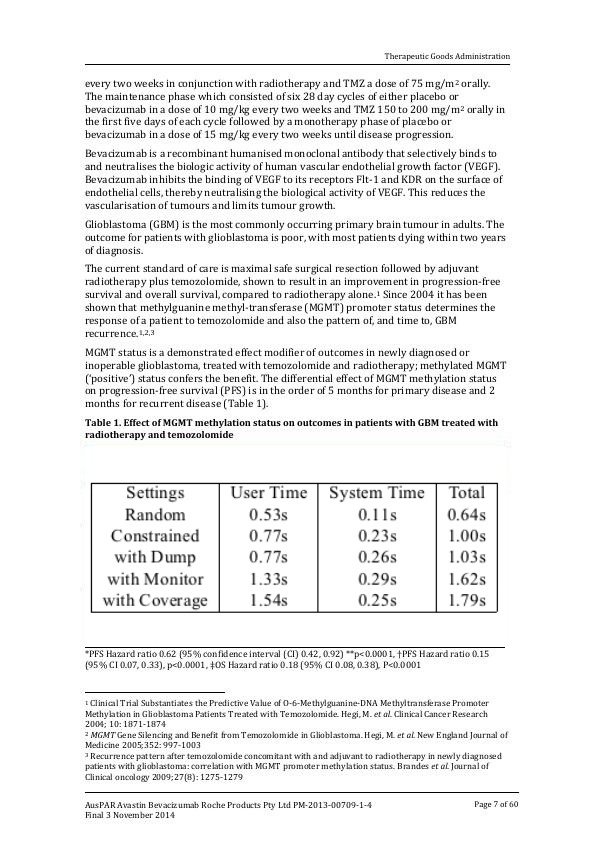 Therapeutic Goods Administration
every two weeks in conjunction with radiotherapy and TMZ a dose of 75 mg/m² orally.
The maintenance phase which consisted of six 28 day cycles of either placebo or
bevacizumab in a dose of 10 mg/kg every two weeks and TMZ 150 to 200 mg/m² orally in
the first five days of each cycle followed by a monotherapy phase of placebo or
bevacizumab in a dose of 15 mg/kg every two weeks until disease progression.
Bevacizumab is a recombinant humanised monoclonal antibody that selectively binds to
and neutralises the biologic activity of human vascular endothelial growth factor (VEGF).
Bevacizumab inhibits the binding of VEGF to its receptors Flt-1 and KDR on the surface of
endothelial cells, thereby neutralising the biological activity of VEGF. This reduces the
vascularisation of tumours and limits tumour growth.
Glioblastoma (GBM) is the most commonly occurring primary brain tumour in adults. The
outcome for patients with glioblastoma is poor, with most patients dying within two years
of diagnosis.
The current standard of care is maximal safe surgical resection followed by adjuvant
radiotherapy plus temozolomide, shown to result in an improvement in progression-free
survival and overall survival, compared to radiotherapy alone.¹ Since 2004 it has been
shown that methylguanine methyl-transferase (MGMT) promoter status determines the
response of a patient to temozolomide and also the pattern of, and time to, GBM
recurrence.¹,²,³
MGMT status is a demonstrated effect modifier of outcomes in newly diagnosed or
inoperable glioblastoma, treated with temozolomide and radiotherapy; methylated MGMT
('positive') status confers the benefit. The differential effect of MGMT methylation status
on progression-free survival (PFS) is in the order of 5 months for primary disease and 2
months for recurrent disease (Table 1).
Table 1. Effect of MGMT methylation status on outcomes in patients with GBM treated with
radiotherapy and temozolomide
Settings User Time System Time Total
Random 0.53s 0.11s 0.64s
Constrained 0.77s 0.23s 1.00s
with Dump 0.77s 0.26s 1.03s
with Monitor 1.33s 0.29s 1.62s
with Coverage 1.54s 0.25s 1.79s
*PFS Hazard ratio 0.62 (95% confidence interval (CI) 0.42, 0.92) **p<0.0001, †PFS Hazard ratio 0.15
(95% CI 0.07, 0.33), p<0.0001, ‡OS Hazard ratio 0.18 (95% CI 0.08, 0.38), P<0.0001
¹ Clinical Trial Substantiates the Predictive Value of O-6-Methylguanine-DNA Methyltransferase Promoter
Methylation in Glioblastoma Patients Treated with Temozolomide. Hegi, M. et al. Clinical Cancer Research
2004; 10: 1871-1874
² MGMT Gene Silencing and Benefit from Temozolomide in Glioblastoma. Hegi, M. et al. New England Journal of
Medicine 2005;352: 997-1003
³ Recurrence pattern after temozolomide concomitant with and adjuvant to radiotherapy in newly diagnosed
patients with glioblastoma: correlation with MGMT promoter methylation status. Brandes et al. Journal of
Clinical oncology 2009;27(8): 1275-1279
AusPAR Avastin Bevacizumab Roche Products Pty Ltd PM-2013-00709-1-4
Final 3 November 2014
Page 7 of 60